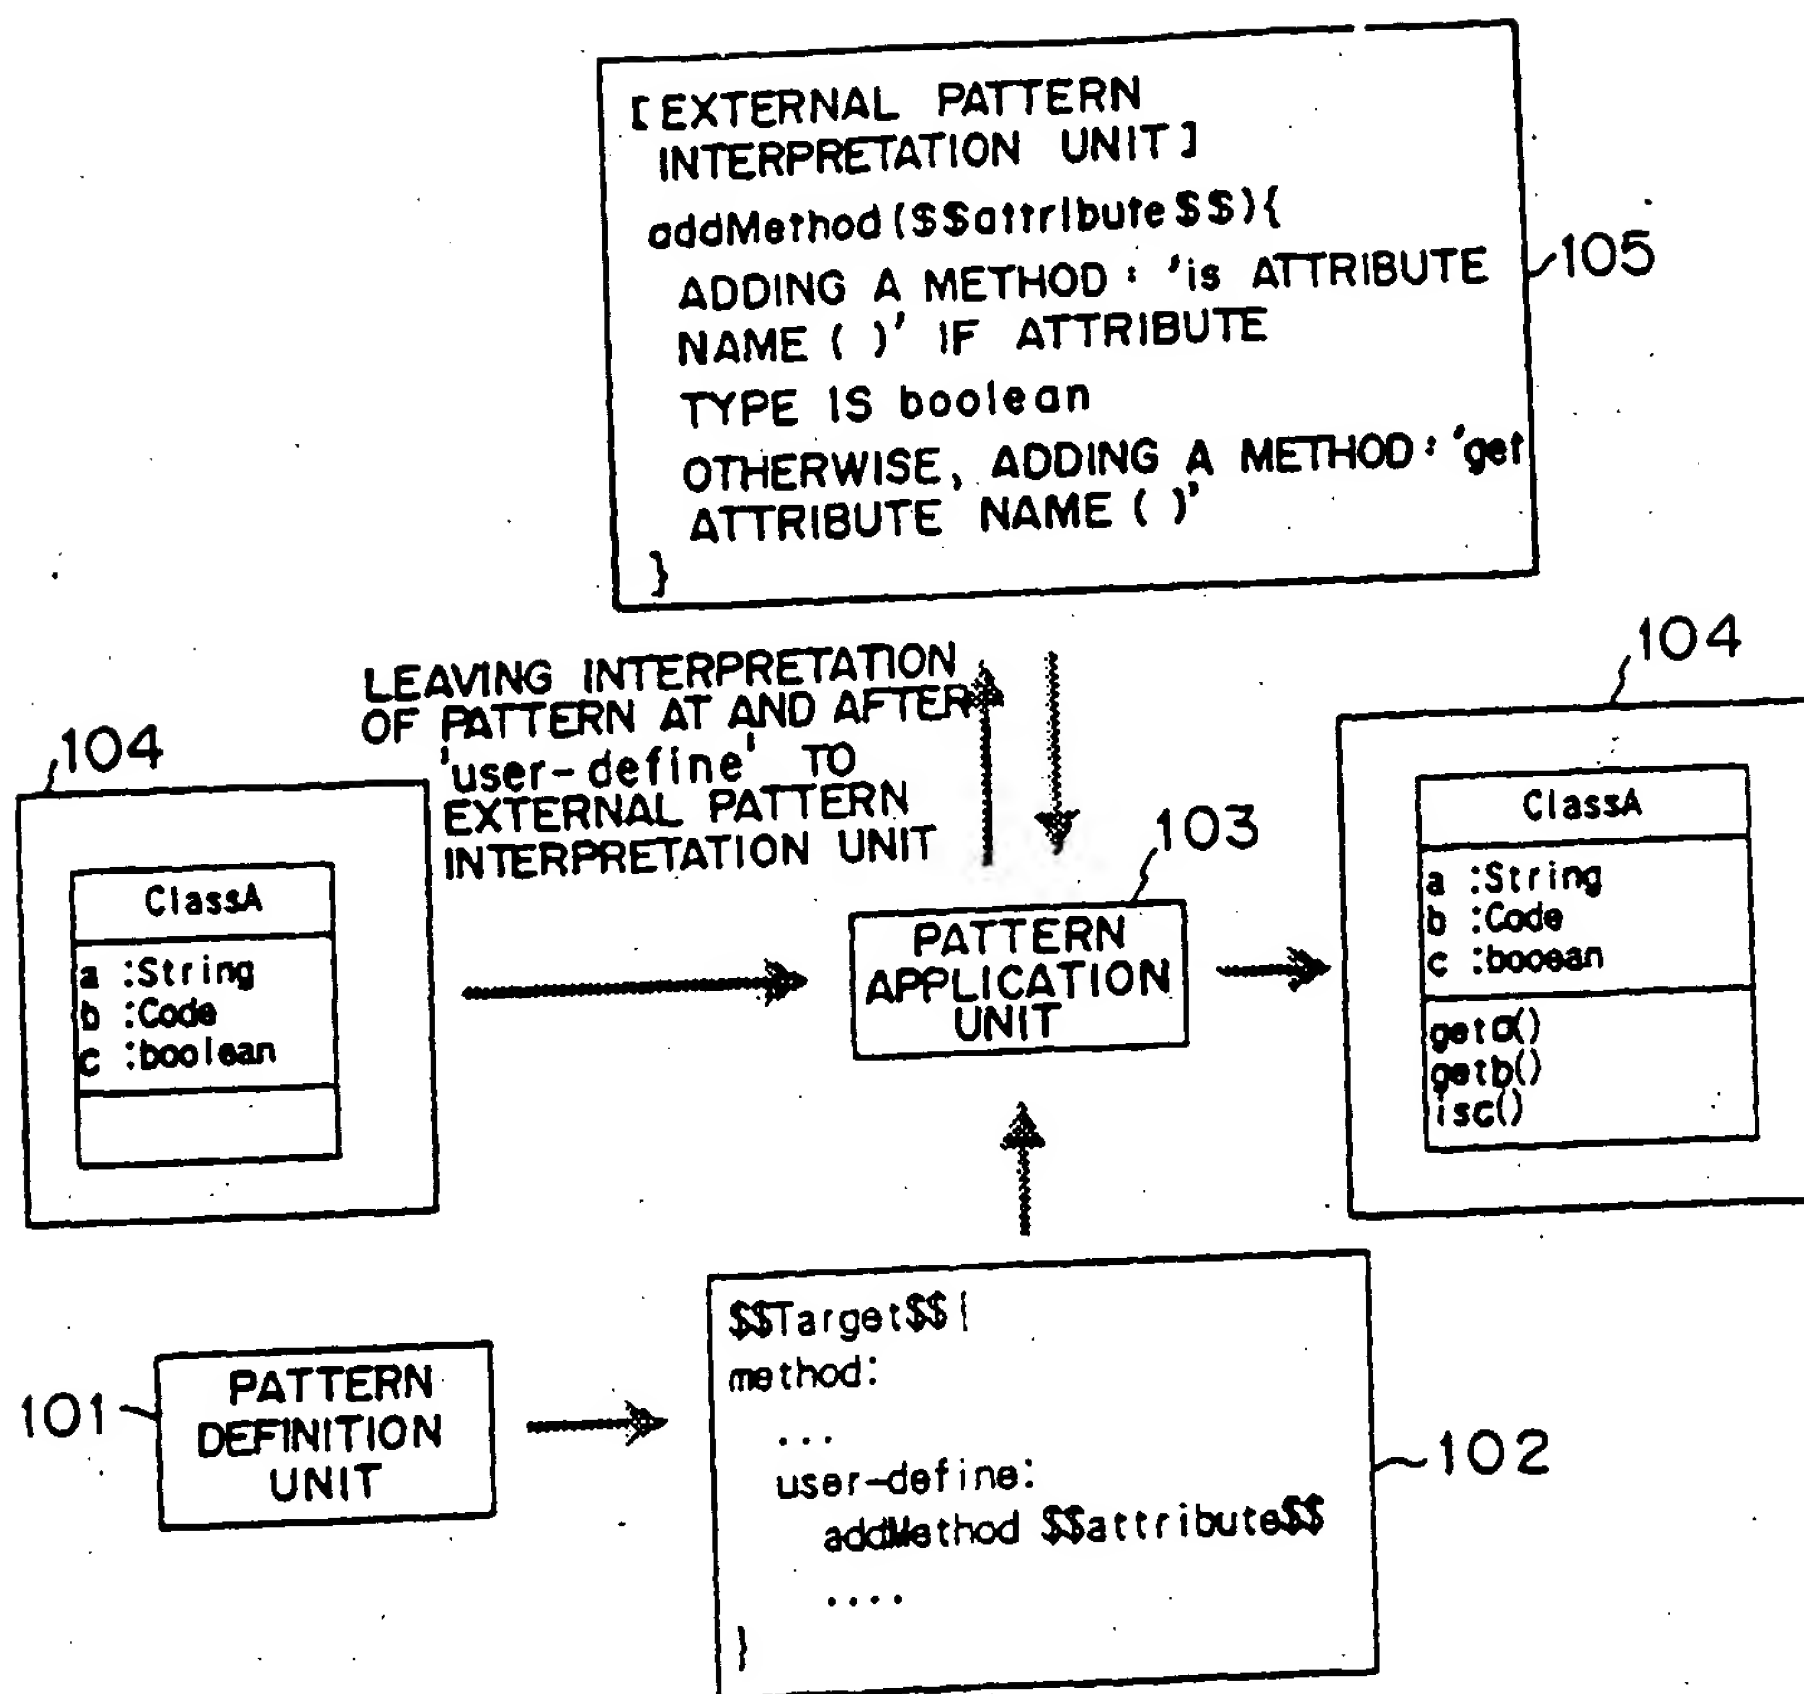 [EXTERNAL PATTERN
INTERPRETATION UNIT]
addMethod($$attribute$$){
ADDING A METHOD: 'is ATTRIBUTE
NAME ( )' IF ATTRIBUTE
TYPE IS boolean
OTHERWISE, ADDING A METHOD: 'get
ATTRIBUTE NAME ( )'
}
105
LEAVING INTERPRETATION
OF PATTERN AT AND AFTER
'user-define' TO
EXTERNAL PATTERN
INTERPRETATION UNIT
104
ClassA
a :String
b :Code
c :boolean
103
PATTERN
APPLICATION
UNIT
104
ClassA
a :String
b :Code
c :booean
geta()
getb()
isc()
101
PATTERN
DEFINITION
UNIT
$$Target$${
method:
...
user-define:
addMethod $$attribute$$
....
}
102